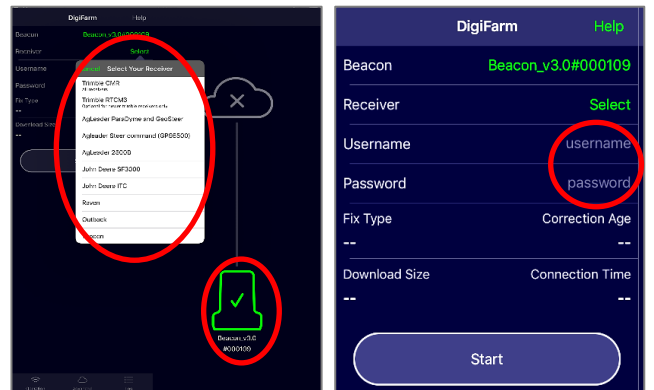 DigiFarm Help
Beacon Beacon_v3.0#000109
Receiver Select
Username
Password
Fix Type
--
Download Size
--
Cancel Select Your Receiver
Trimble CMR
Trimble RTCM3
AgLeader ParaDyme and GeoSteer
Agleader Steer command (GPS6500)
AgLeader 2800B
John Deere SF3000
John Deere ITC
Raven
Outback
Beacon_v3.0
#000109
DigiFarm Help
Beacon Beacon_v3.0#000109
Receiver Select
Username username
Password password
Fix Type Correction Age
-- --
Download Size Connection Time
-- --
Start